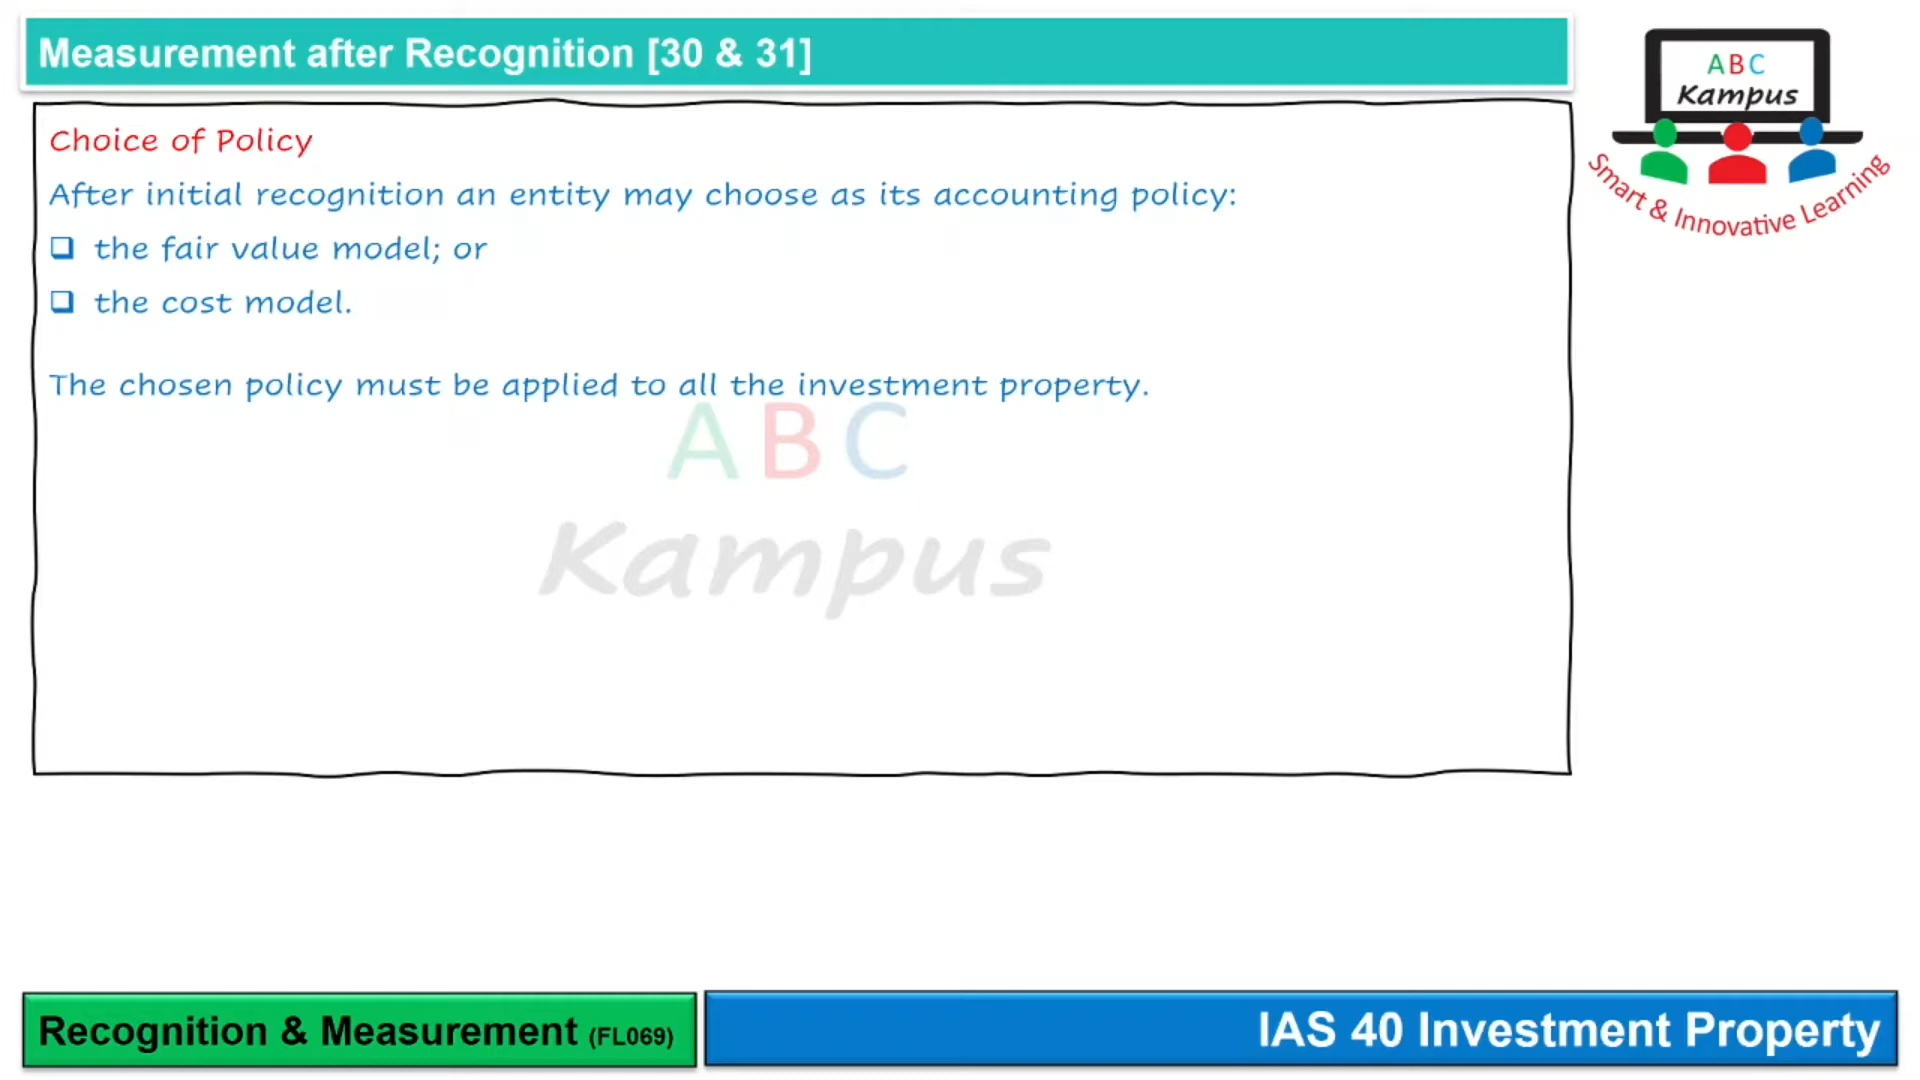 Measurement after Recognition [30 & 31]
ABC
Kampus
Smart & Innovative Learning
Choice of Policy
After initial recognition an entity may choose as its accounting policy:
❑ the fair value model; or
❑ the cost model.
The chosen policy must be applied to all the investment property.
ABC
Kampus
Recognition & Measurement (FL069)
IAS 40 Investment Property